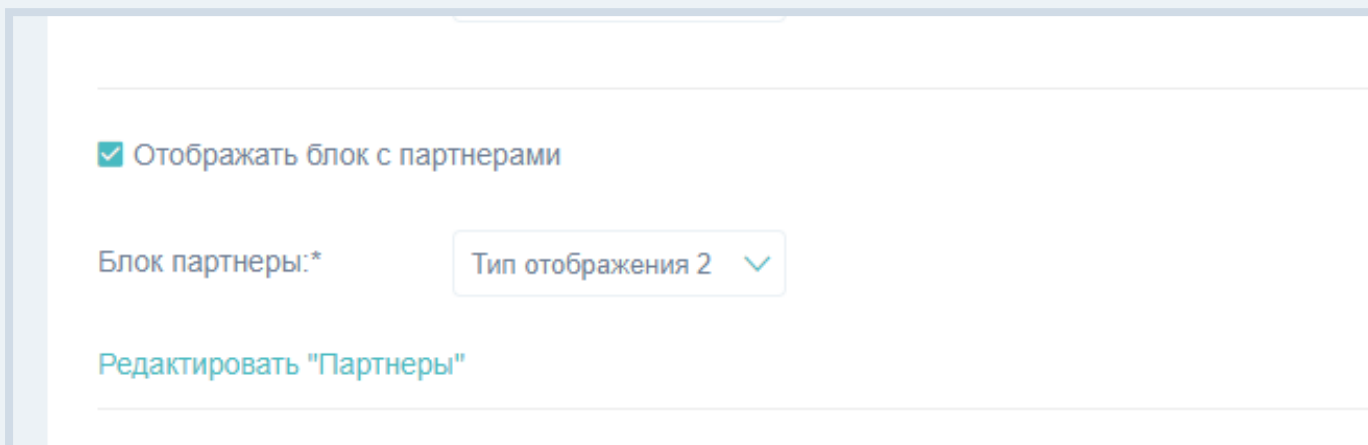 Отображать блок с партнерами
Блок партнеры:* Тип отображения 2
Редактировать "Партнеры"